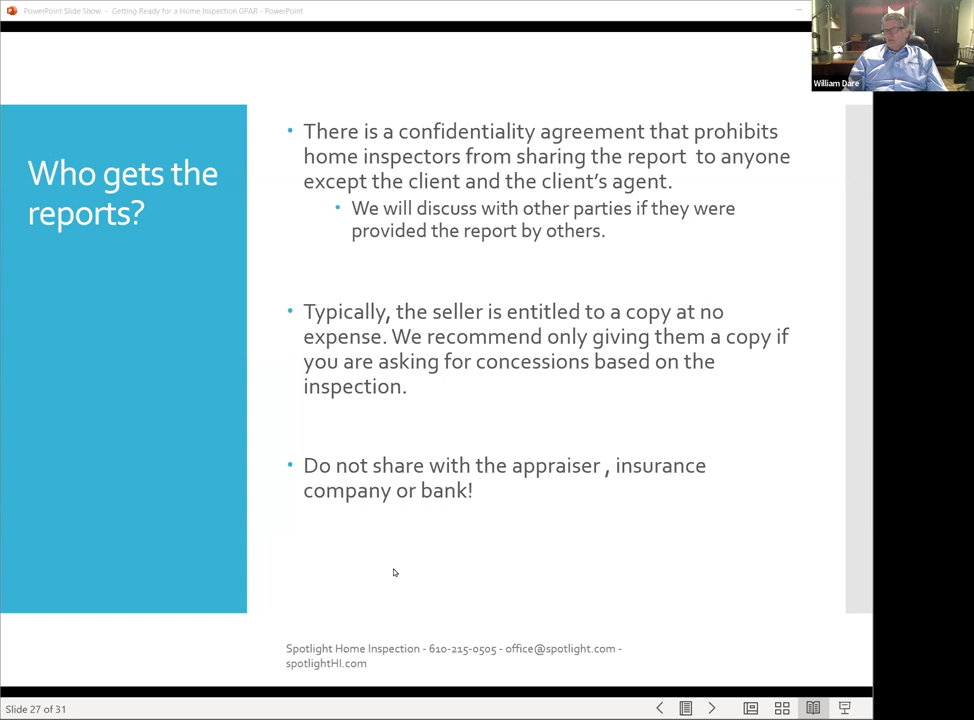 PowerPoint Slide Show - Getting Ready for a Home Inspection GPAR - PowerPoint
William Dare
Who gets the
reports?
• There is a confidentiality agreement that prohibits
home inspectors from sharing the report to anyone
except the client and the client's agent.
• We will discuss with other parties if they were
provided the report by others.
• Typically, the seller is entitled to a copy at no
expense. We recommend only giving them a copy if
you are asking for concessions based on the
inspection.
• Do not share with the appraiser , insurance
company or bank!
Spotlight Home Inspection - 610-215-0505 - office@spotlight.com -
spotlightHI.com
Slide 27 of 31